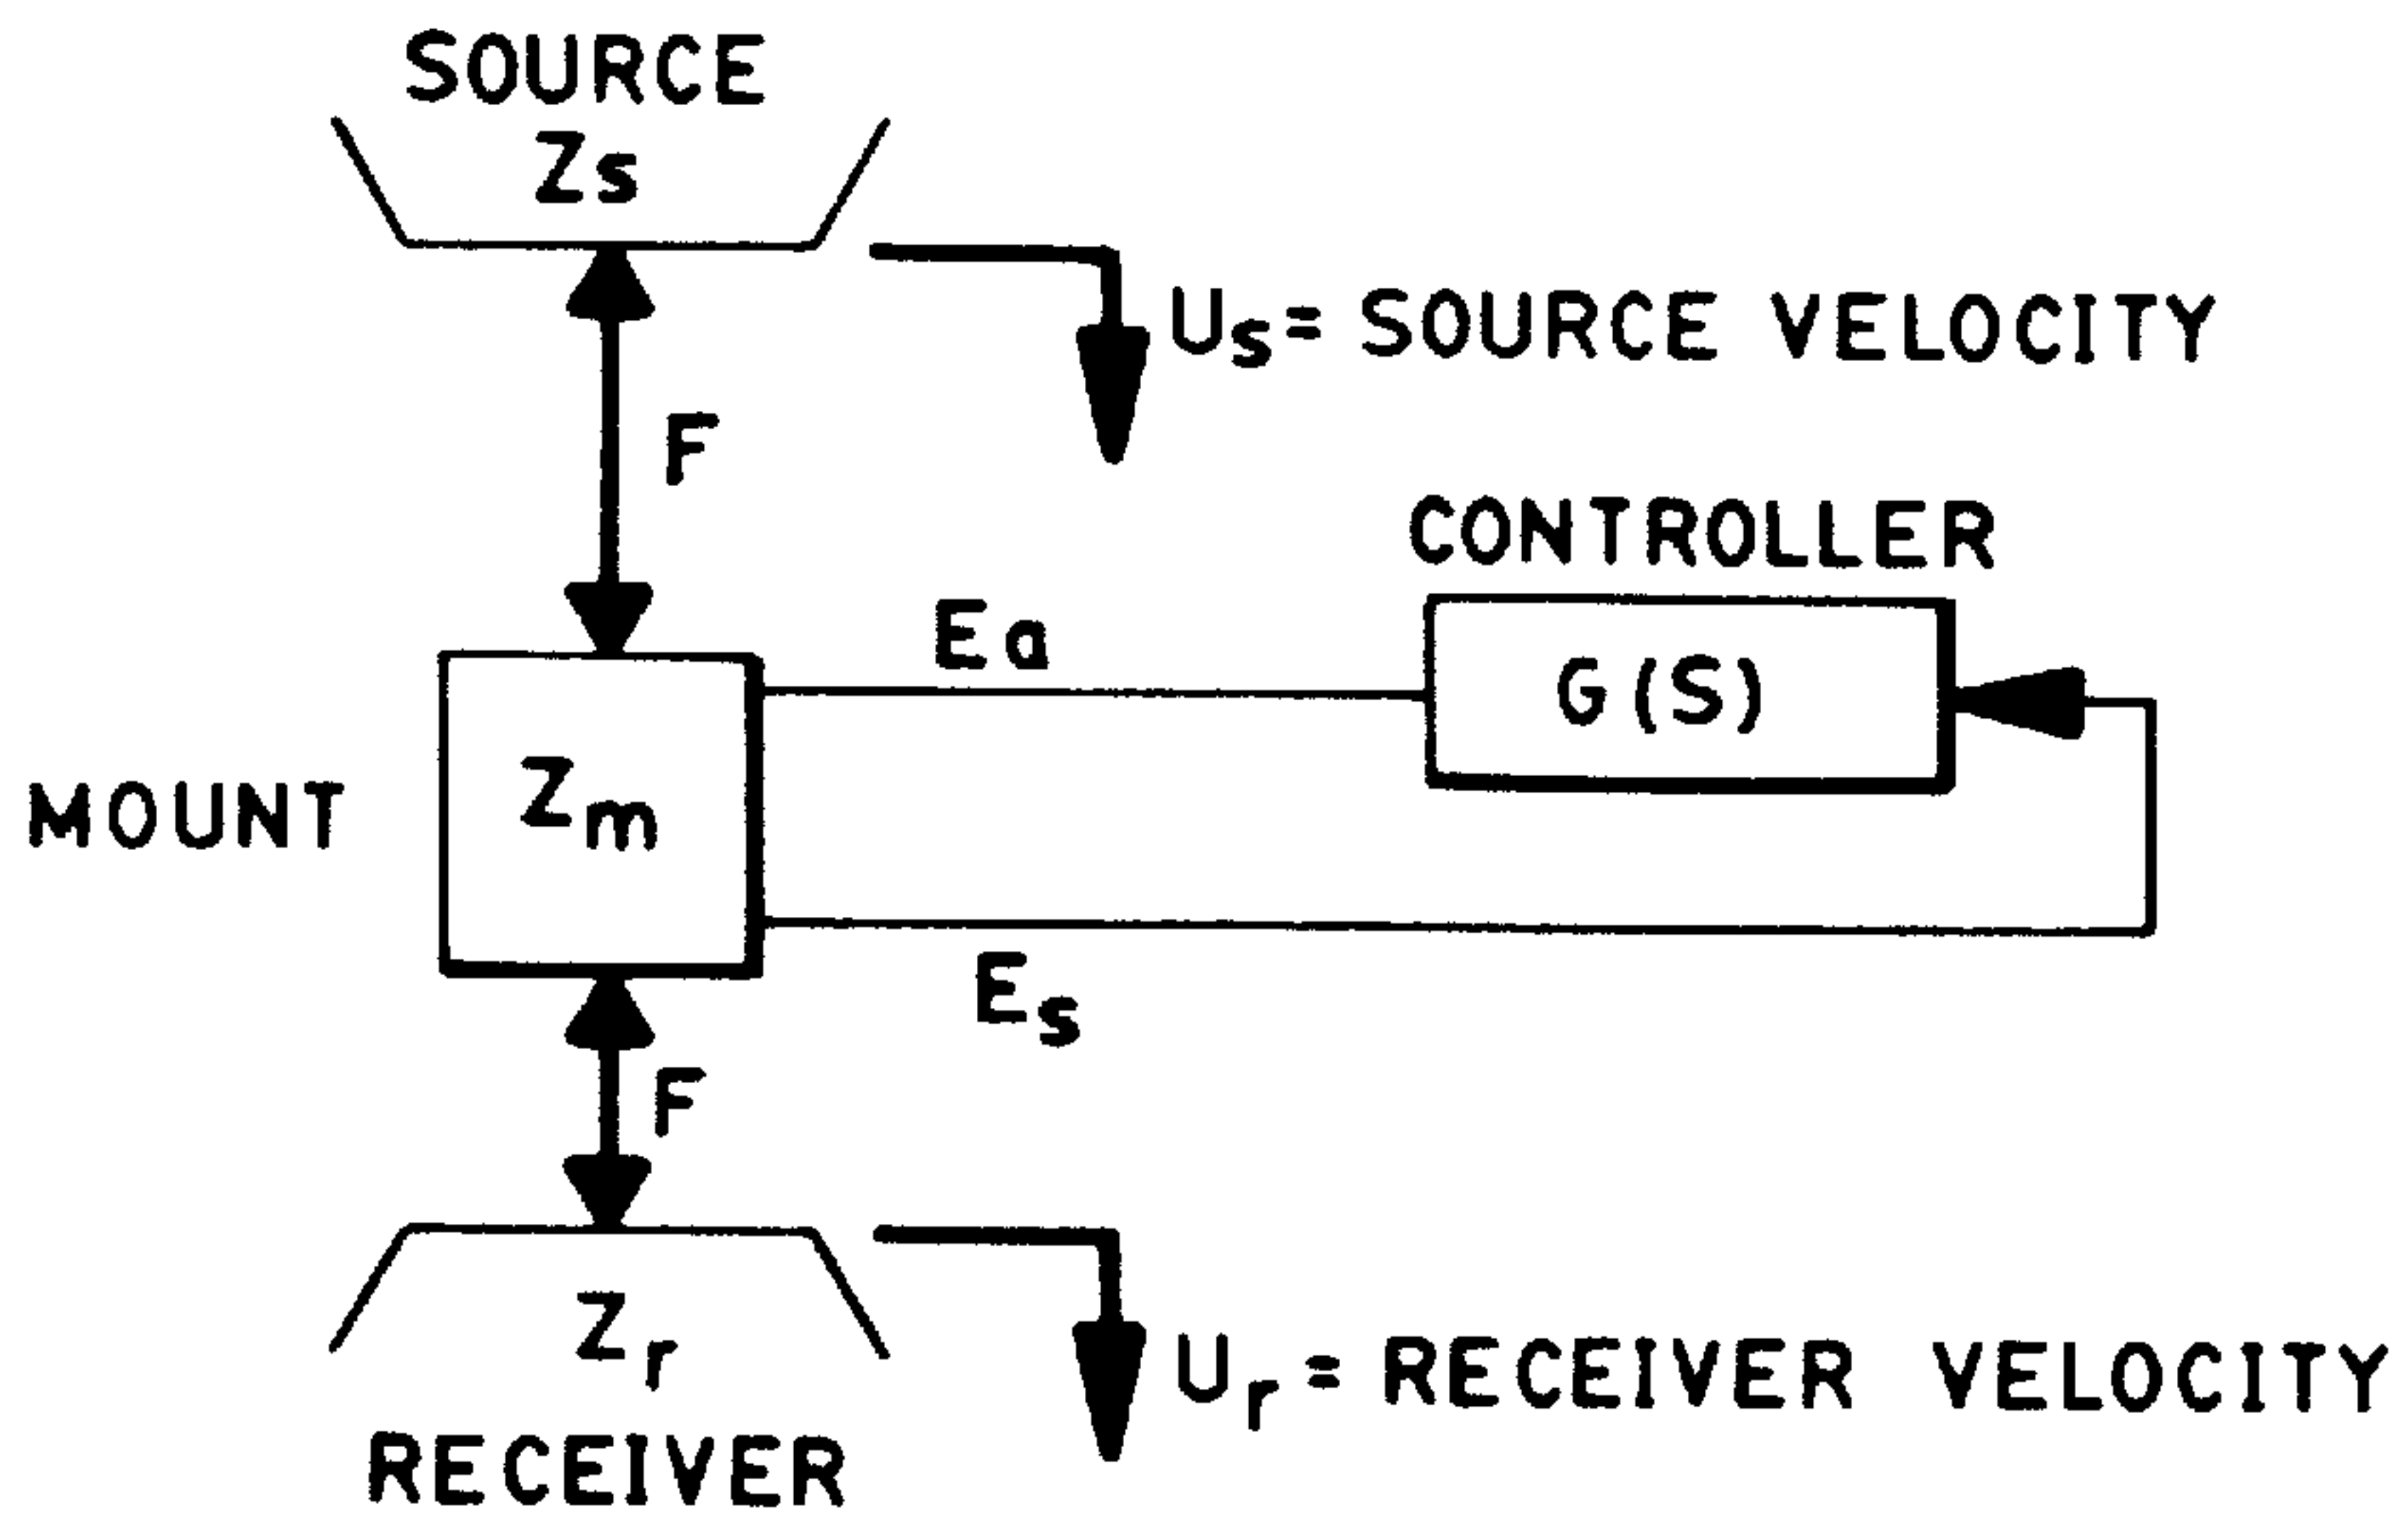 SOURCE
Zs
Us= SOURCE VELOCITY
F
CONTROLLER
Ea
G(S)
Zm
MOUNT
Es
F
Zr
Ur = RECEIVER VELOCITY
RECEIVER